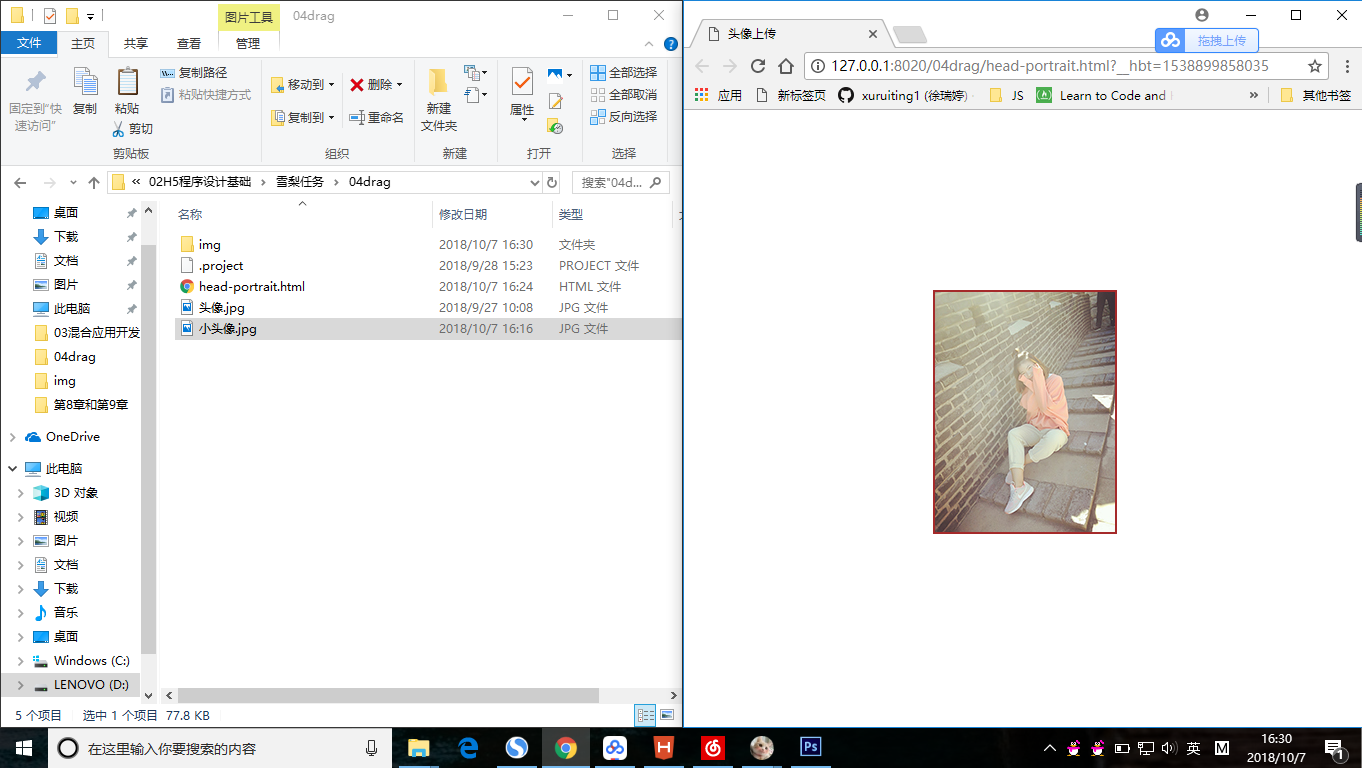 图片工具
04drag
文件
主页
共享
查看
管理
固定到"快
速访问"
复制
粘贴
复制路径
粘贴快捷方式
剪切
剪贴板
移动到
复制到
删除
重命名
组织
新建
文件夹
新建
属性
打开
全部选择
全部取消
反向选择
选择
« 02H5程序设计基础 › 雪梨任务 › 04drag
搜索"04d...
桌面
下载
文档
图片
此电脑
03混合应用开发
04drag
img
第8章和第9章
OneDrive
此电脑
3D 对象
视频
图片
文档
下载
音乐
桌面
Windows (C:)
LENOVO (D:)
名称 修改日期 类型
img 2018/10/7 16:30 文件夹
.project 2018/9/28 15:23 PROJECT 文件
head-portrait.html 2018/10/7 16:24 HTML 文件
头像.jpg 2018/9/27 10:08 JPG 文件
小头像.jpg 2018/10/7 16:16 JPG 文件
5 个项目 选中 1 个项目 77.8 KB
头像上传
拖拽上传
127.0.0.1:8020/04drag/head-portrait.html?__hbt=1538899858035
应用
新标签页
xuruiting1 (徐瑞婷)
JS
Learn to Code and
»
其他书签
在这里输入你要搜索的内容
Ps
英
M
16:30
2018/10/7
1